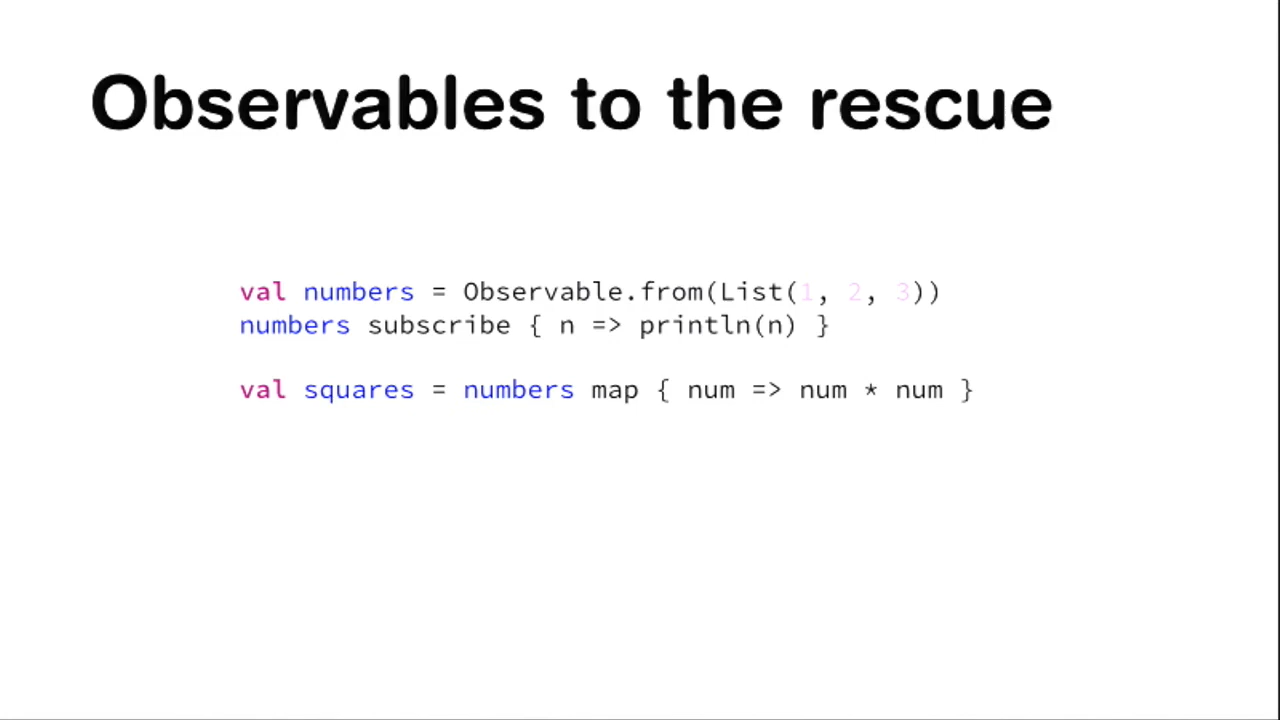 Observables to the rescue
val numbers = Observable.from(List(1, 2, 3))
numbers subscribe { n => println(n) }
val squares = numbers map { num => num * num }